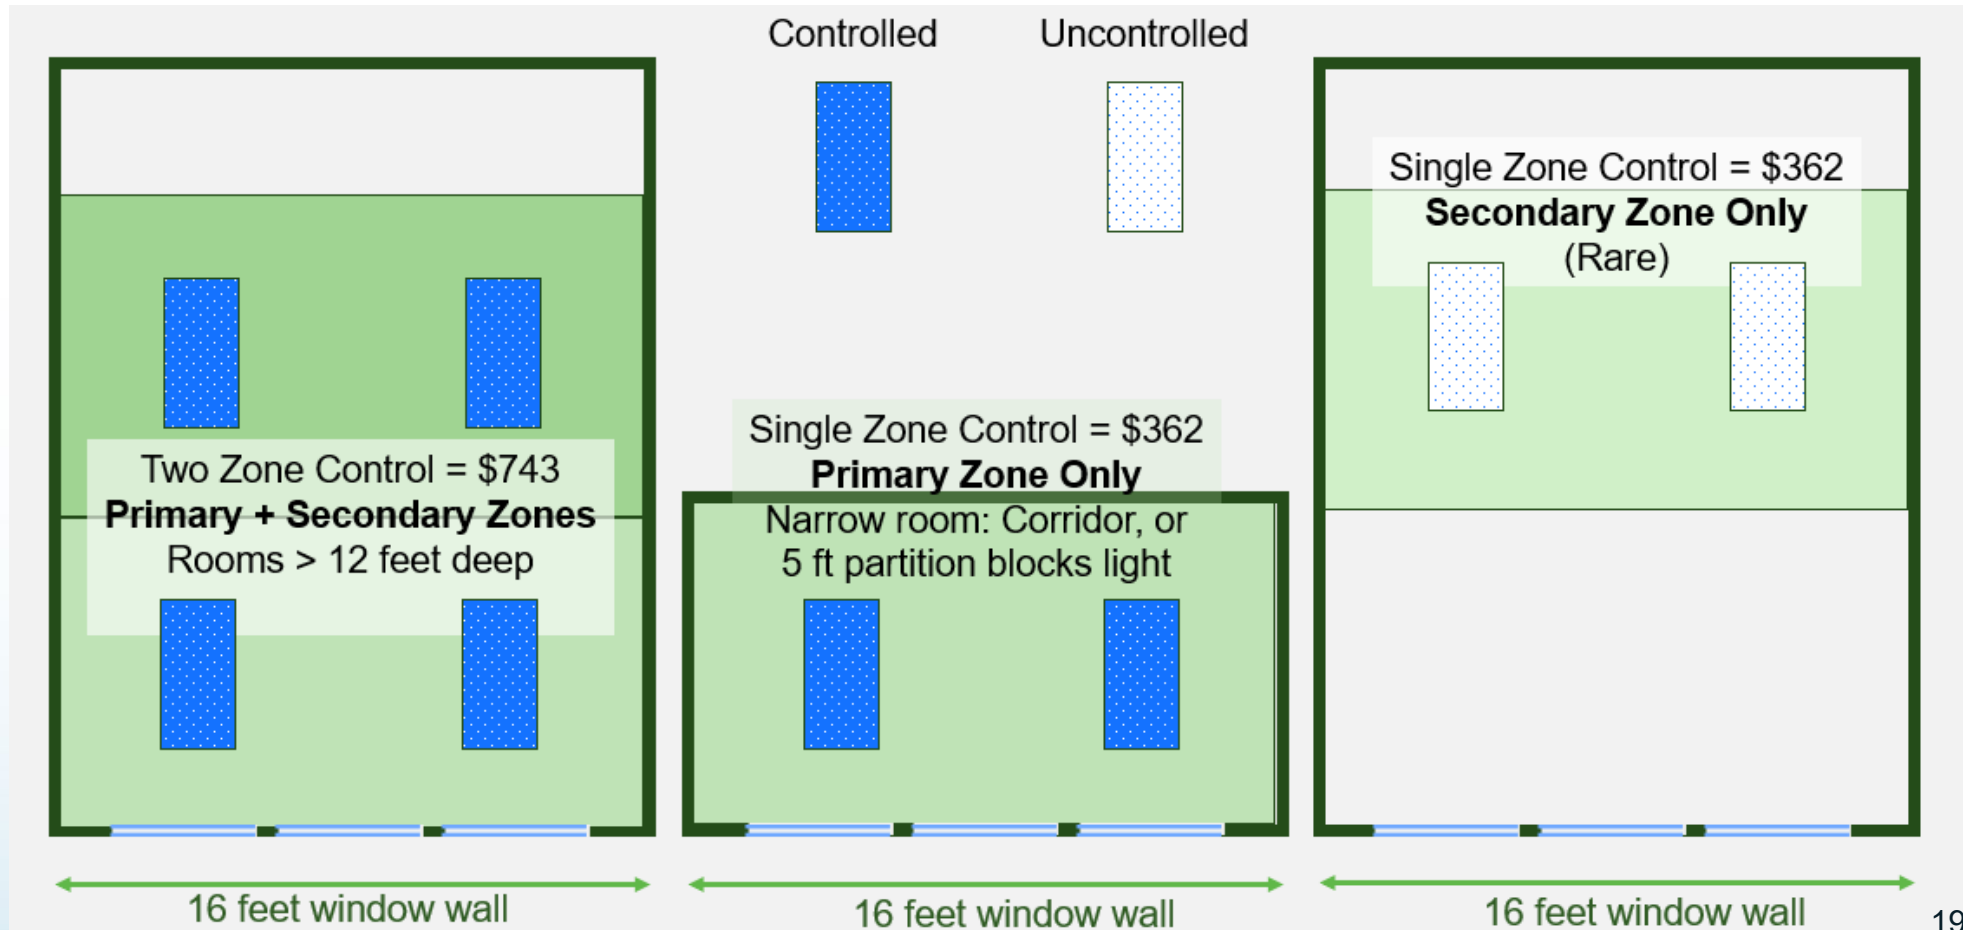 Controlled
Uncontrolled
Two Zone Control = $743
Primary + Secondary Zones
Rooms > 12 feet deep
16 feet window wall
Single Zone Control = $362
Primary Zone Only
Narrow room: Corridor, or
5 ft partition blocks light
16 feet window wall
Single Zone Control = $362
Secondary Zone Only
(Rare)
16 feet window wall
19